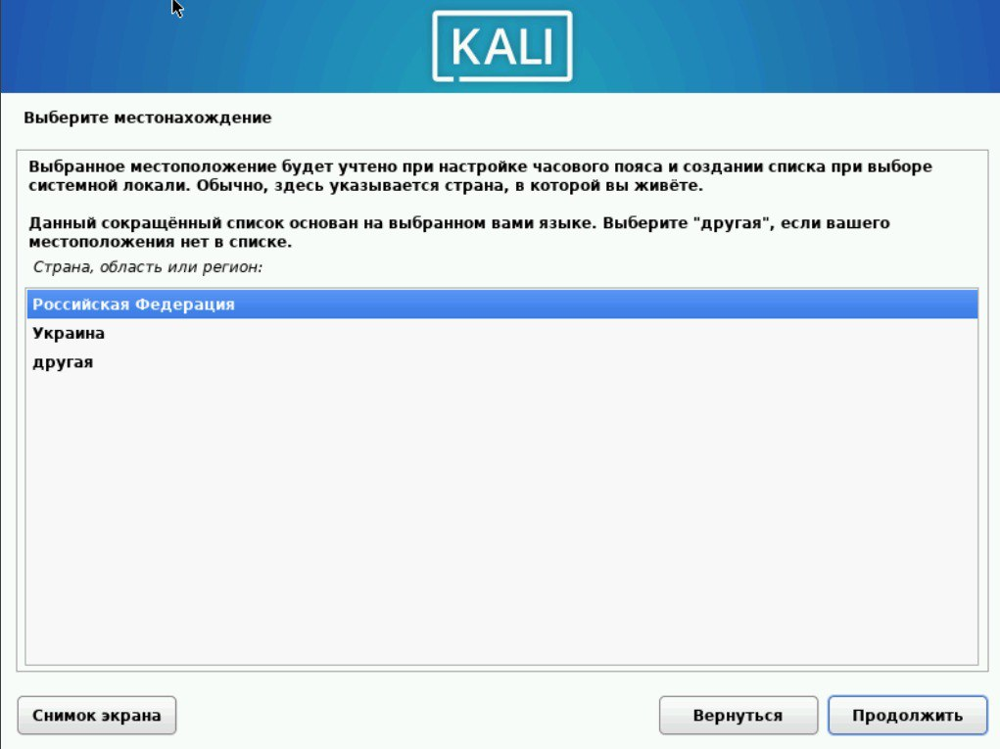 KALI
Выберите местонахождение
Выбранное местоположение будет учтено при настройке часового пояса и создании списка при выборе
системной локали. Обычно, здесь указывается страна, в которой вы живёте.
Данный сокращённый список основан на выбранном вами языке. Выберите "другая", если вашего
местоположения нет в списке.
Страна, область или регион:
Российская Федерация
Украина
другая
Снимок экрана
Вернуться
Продолжить